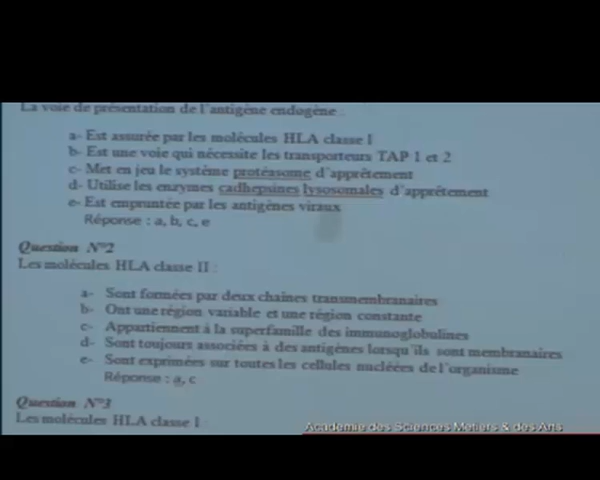 La voie de présentation de l'antigène endogène :
a- Est assurée par les molécules HLA classe I
b- Est une voie qui nécessite les transporteurs TAP 1 et 2
c- Met en jeu le système protéasome d'apprêtement
d- Utilise les enzymes cadhepsines lysosomales d'apprêtement
e- Est empruntée par les antigènes viraux
Réponse : a, b, c, e
Question N°2
Les molécules HLA classe II :
a- Sont formées par deux chaines transmembranaires
b- Ont une région variable et une région constante
c- Appartiennent à la superfamille des immunoglobulines
d- Sont toujours associées à des antigènes lorsqu'ils sont membranaires
e- Sont exprimées sur toutes les cellules nucléées de l'organisme
Réponse : a, c
Question N°3
Les molécules HLA classe I
Academie des Sciences Metiers & des Arts